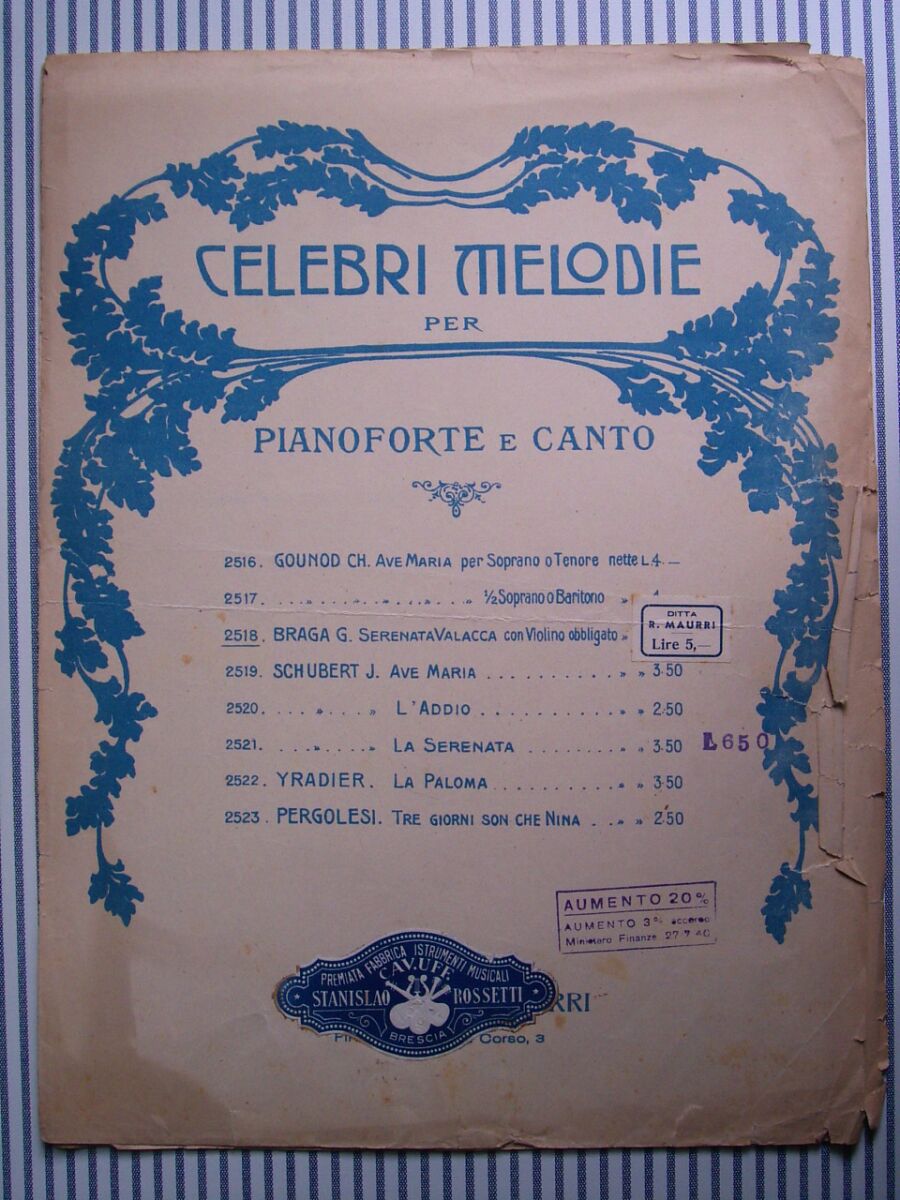 CELEBRI MELODIE
PER
PIANOFORTE E CANTO
2516. GOUNOD CH. AVE MARIA per Soprano o Tenore nette L. 4.—
2517. . . . » . . . » . . » . . . » . . » ½ Soprano o Baritono »
2518. BRAGA G. SERENATA VALACCA con Violino obbligato »
DITTA
R. MAURRI
Lire 5,—
2519. SCHUBERT J. AVE MARIA . . . . . . . . . . . » » 3·50
2520. . . . » . . . » L'ADDIO . . . . . . . . . . . » » 2·50
2521. . . . » . . . » LA SERENATA . . . . . . . . » » 3·50
L 650
2522. YRADIER. LA PALOMA . . . . . . . . . . » » 3·50
2523. PERGOLESI. TRE GIORNI SON CHE NINA . . » » 2·50
AUMENTO 20%
AUMENTO 3%
Ministero Finanze 27·7·40
PREMIATA FABBRICA ISTRUMENTI MUSICALI
CAV. UFF.
STANISLAO ROSSETTI
BRESCIA
RRI
Corso, 3